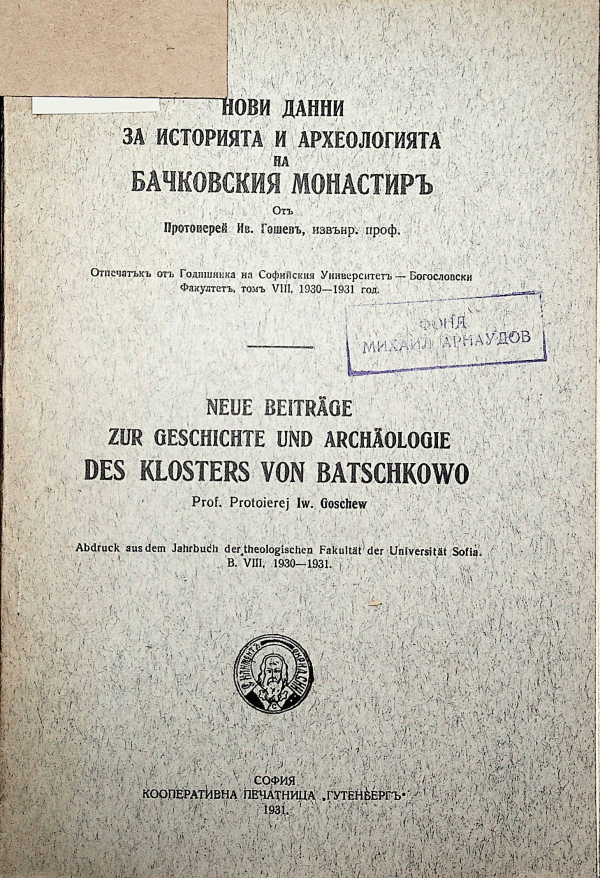 НОВИ ДАННИ
ЗА ИСТОРИЯТА И АРХЕОЛОГИЯТА
НА
БАЧКОВСКИЯ МОНАСТИРЪ
Отъ
Протоиерей Ив. Гошевъ, извънр. проф.
Отпечатъкъ отъ Годишника на Софийския Университетъ — Богословски
Факултетъ, томъ VIII, 1930—1931 год.
ФОНД
МИХАИЛ АРНАУДОВ
NEUE BEITRÄGE
ZUR GESCHICHTE UND ARCHÄOLOGIE
DES KLOSTERS VON BATSCHKOWO
Prof. Protoierej Iw. Goschew
Abdruck aus dem Jahrbuch der theologischen Fakultät der Universität Sofia.
B. VIII, 1930—1931.
СОФИЯ
КООПЕРАТИВНА ПЕЧАТНИЦА „ГУТЕНБЕРГЪ“
1931.